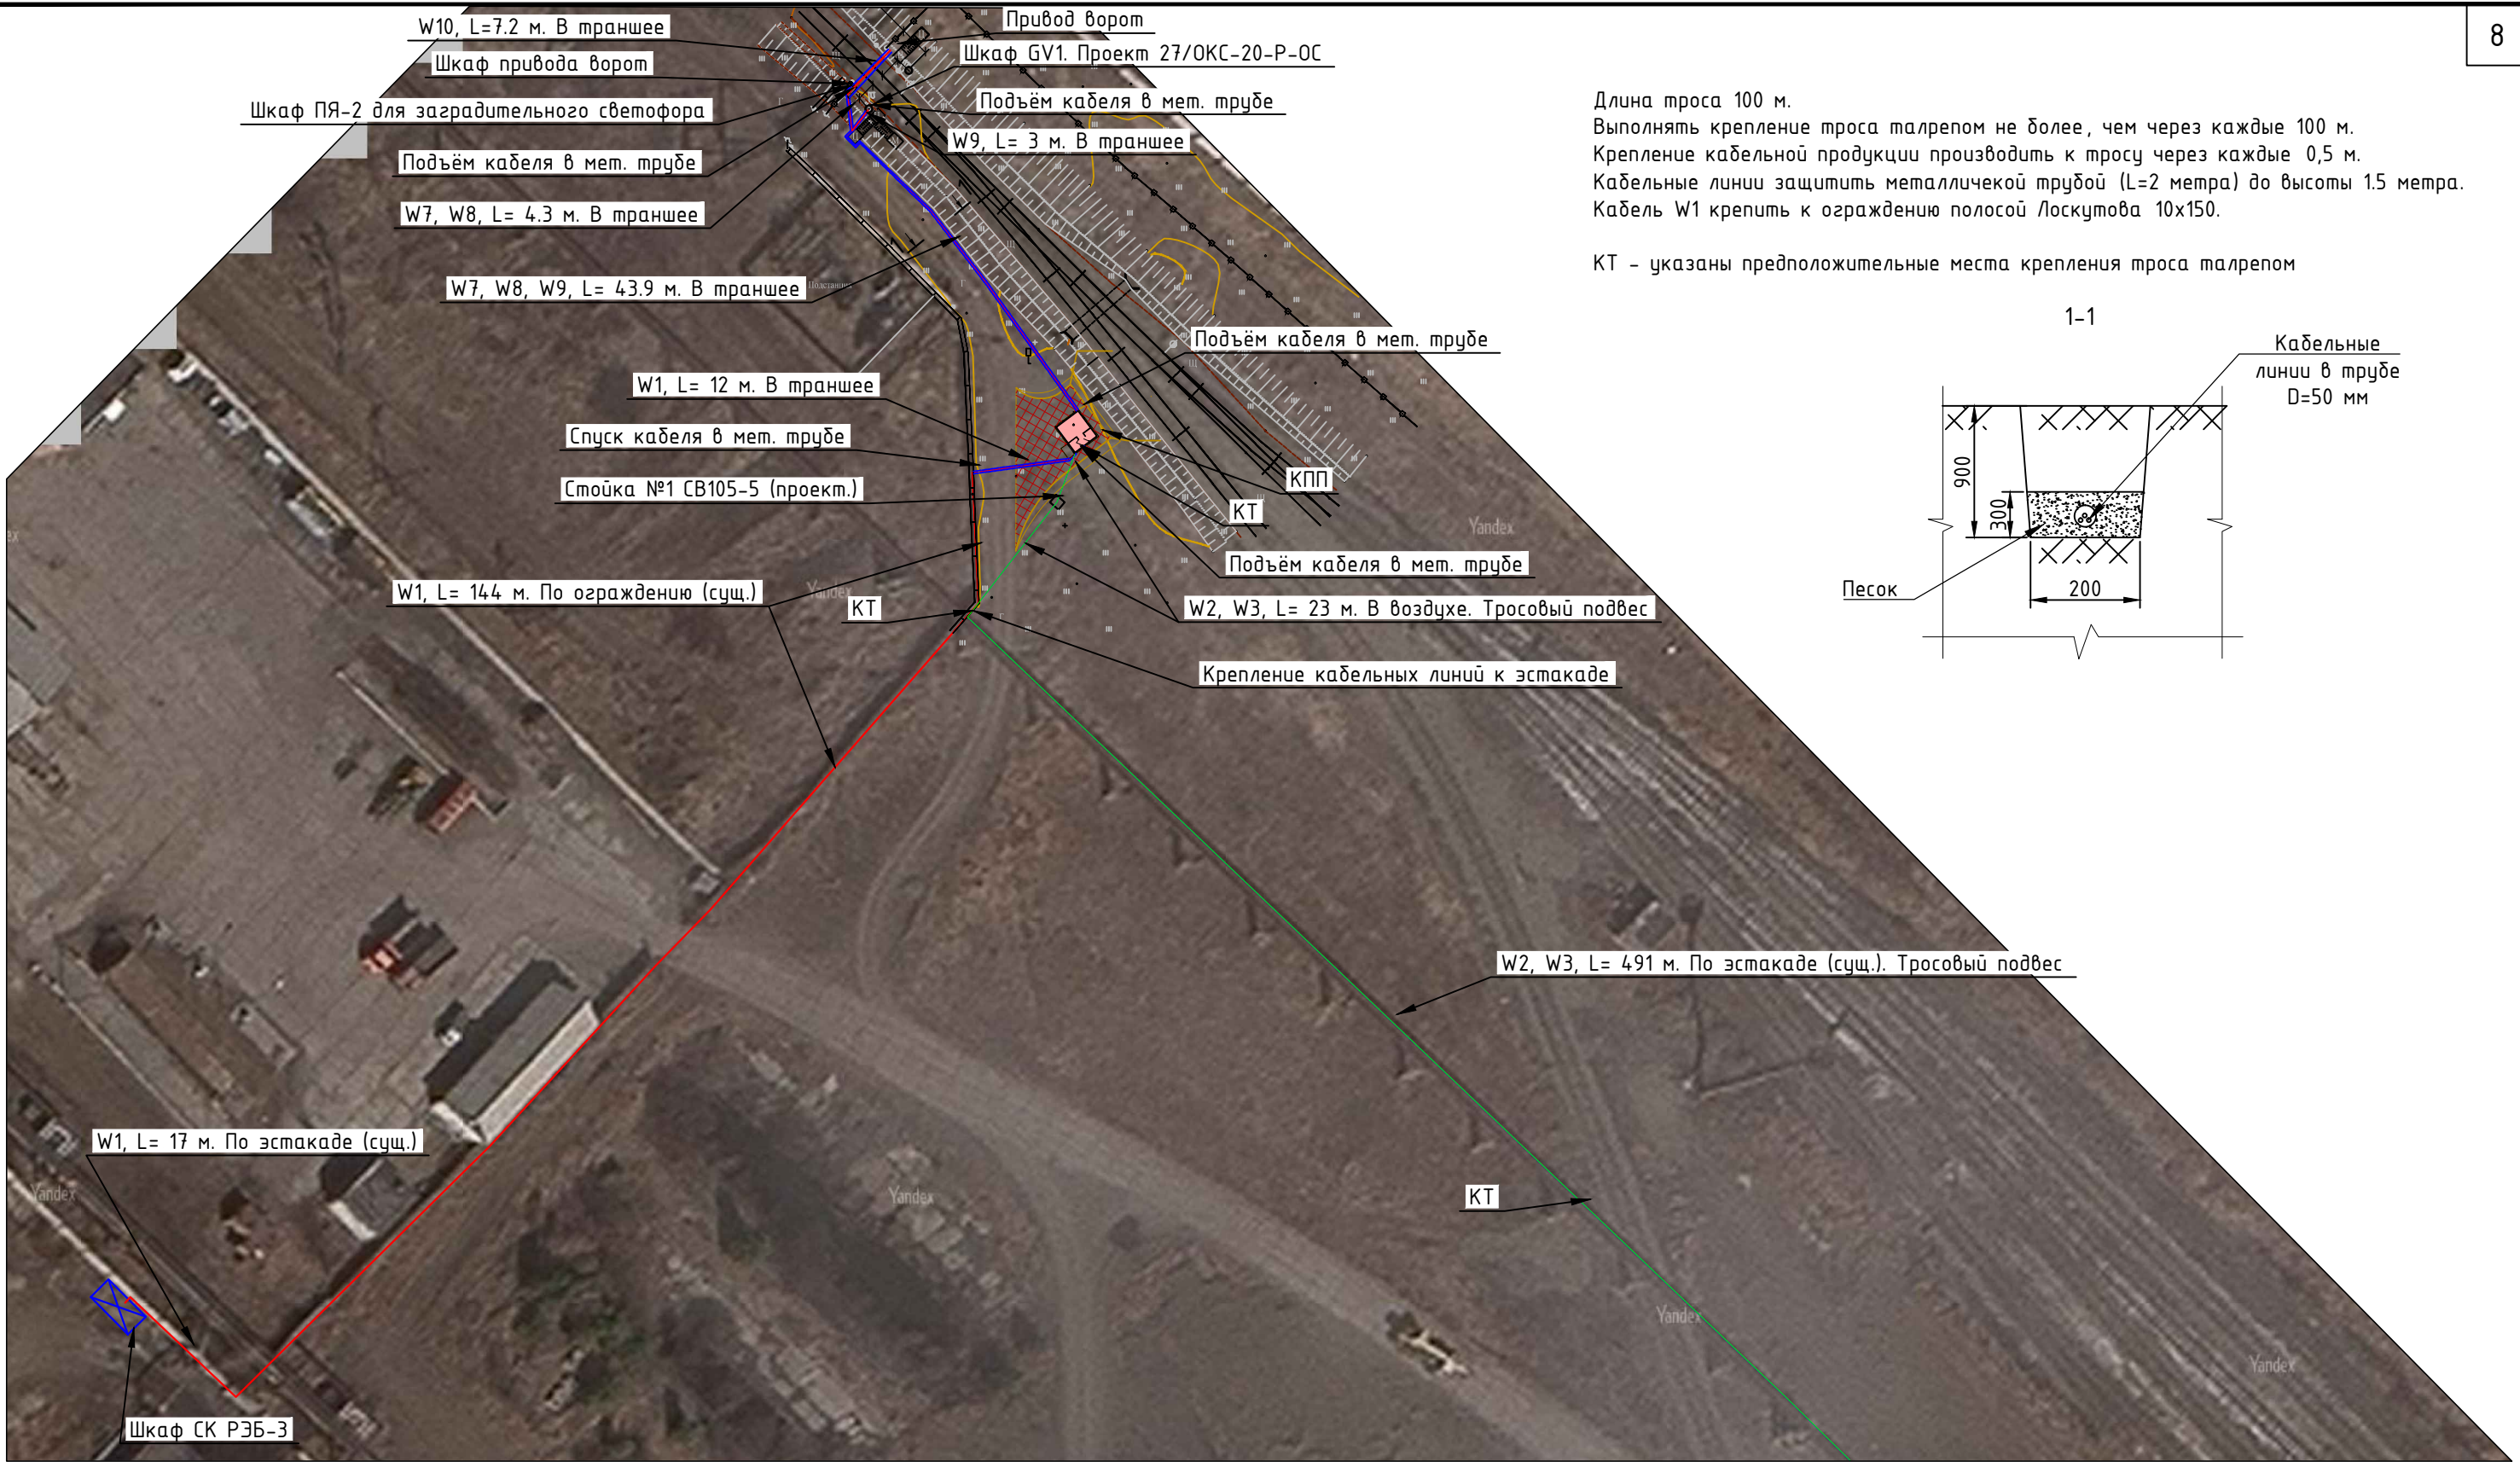 8
W10, L=7.2 м. В траншее
Привод ворот
Шкаф привода ворот
Шкаф GV1. Проект 27/ОКС-20-Р-ОС
Шкаф ПЯ-2 для заградительного светофора
Подъём кабеля в мет. трубе
W9, L= 3 м. В траншее
Подъём кабеля в мет. трубе
W7, W8, L= 4.3 м. В траншее
W7, W8, W9, L= 43.9 м. В траншее
Подстанция
Подъём кабеля в мет. трубе
W1, L= 12 м. В траншее
Спуск кабеля в мет. трубе
Стойка №1 СВ105-5 (проект.)
КПП
КТ
Подъём кабеля в мет. трубе
W1, L= 144 м. По ограждению (сущ.)
КТ
W2, W3, L= 23 м. В воздухе. Тросовый подвес
Крепление кабельных линий к эстакаде
W2, W3, L= 491 м. По эстакаде (сущ.). Тросовый подвес
W1, L= 17 м. По эстакаде (сущ.)
КТ
Шкаф СК РЭБ-3
Длина троса 100 м.
Выполнять крепление троса талрепом не более, чем через каждые 100 м.
Крепление кабельной продукции производить к тросу через каждые 0,5 м.
Кабельные линии защитить металличекой трубой (L=2 метра) до высоты 1.5 метра.
Кабель W1 крепить к ограждению полосой Лоскутова 10х150.
КТ - указаны предположительные места крепления троса талрепом
1-1
Кабельные
линии в трубе
D=50 мм
900
300
Песок
200
Yandex
Yandex
Yandex
Yandex
Yandex
Yandex